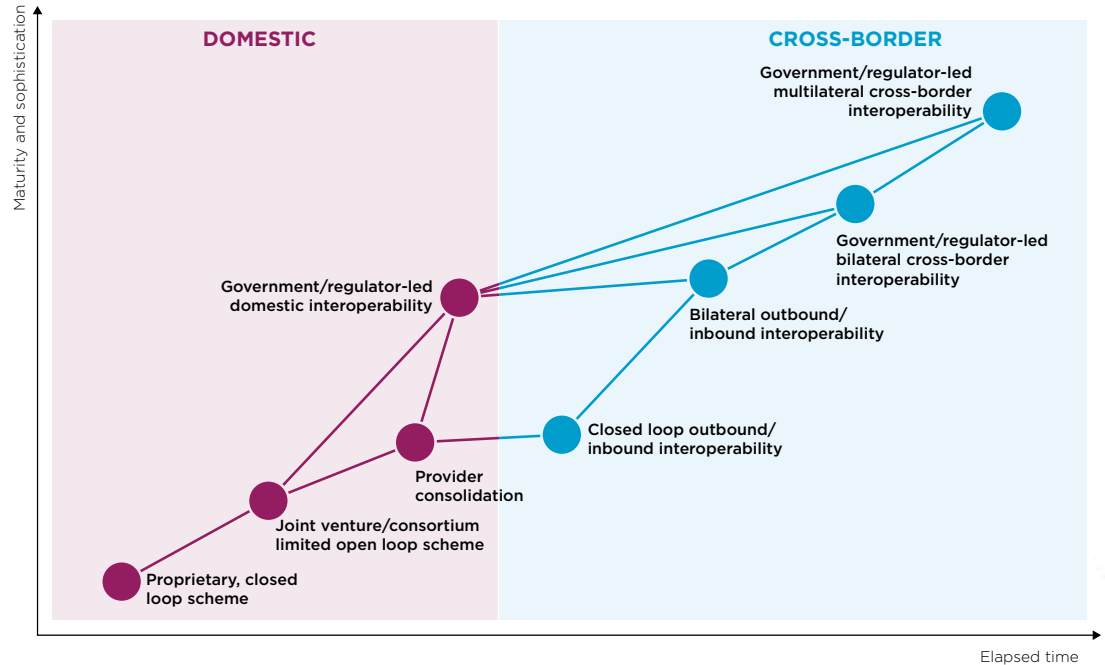 Maturity and sophistication
DOMESTIC
CROSS-BORDER
Government/regulator-led
multilateral cross-border
interoperability
Government/regulator-led
bilateral cross-border
interoperability
Government/regulator-led
domestic interoperability
Bilateral outbound/
inbound interoperability
Closed loop outbound/
inbound interoperability
Provider
consolidation
Joint venture/consortium
limited open loop scheme
Proprietary, closed
loop scheme
Elapsed time